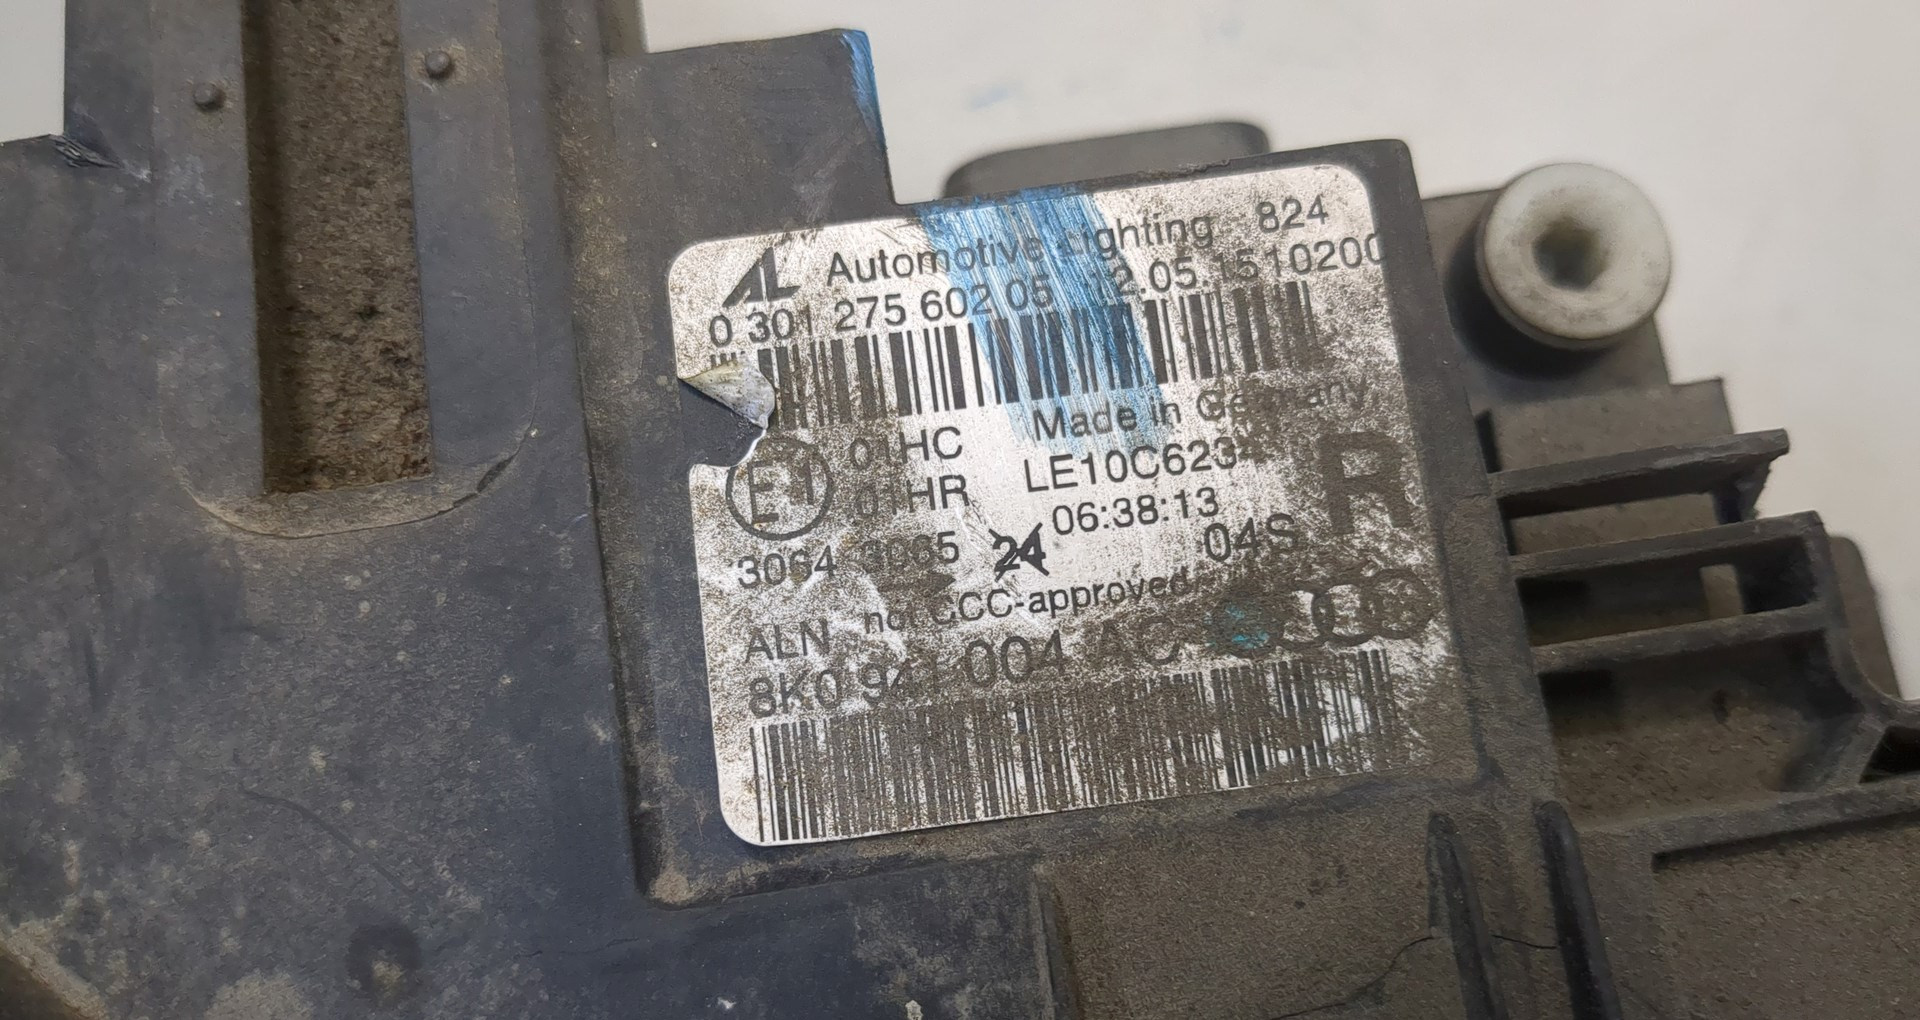 AL Automotive Lighting 824
0 301 275 602 05 12.05.15 10200
Made in Germany
E1 01HC
01HR LE10C623
R
06:38:13
3064 3065 24 04S
ALN not CCC-approved
8K0 941 004 AC